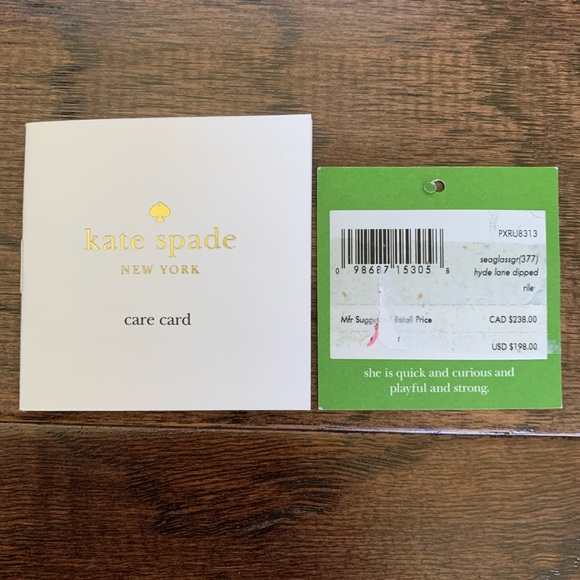 kate spade
NEW YORK
care card
PXRU8313
seaglassgr(377)
hyde lane dipped
rile
0 98687 15305 8
Mfr Retail Price
CAD $238.00
USD $198.00
she is quick and curious and
playful and strong.